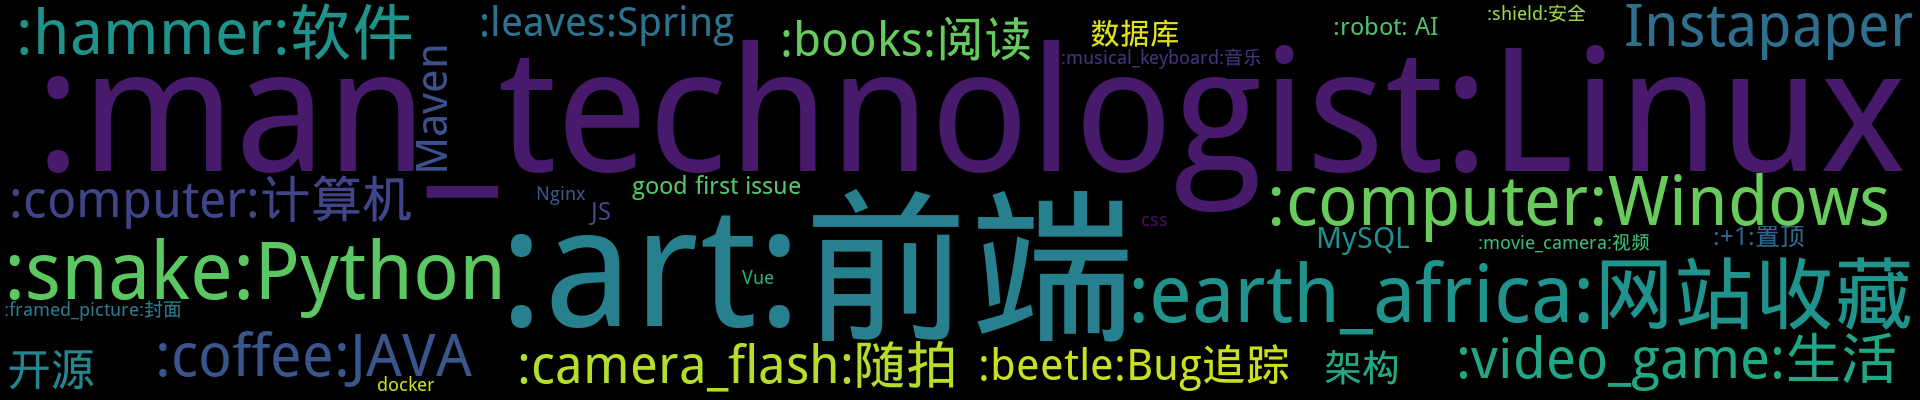 :hammer:软件
:leaves:Spring
:books:阅读
数据库
:robot: AI
:shield:安全
Instapaper
:musical_keyboard:音乐
Maven
:man_technologist:Linux
:computer:计算机
Nginx
JS
good first issue
css
:computer:Windows
MySQL
:movie_camera:视频
:+1:置顶
:snake:Python
:art:前端
Vue
:earth_africa:网站收藏
:framed_picture:封面
开源
:coffee:JAVA
docker
:camera_flash:随拍
:beetle:Bug追踪
架构
:video_game:生活